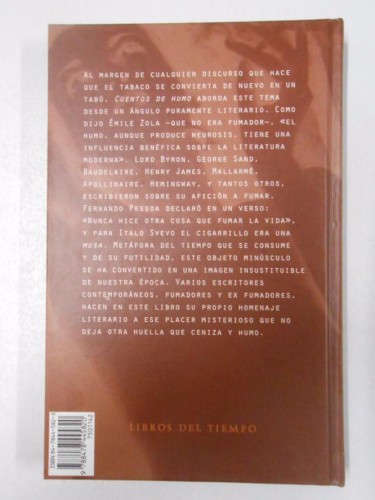 AL MARGEN DE CUALQUIER DISCURSO QUE HACE
QUE EL TABACO SE CONVIERTA DE NUEVO EN UN
TABÚ, CUENTOS DE HUMO ABORDA ESTE TEMA
DESDE UN ÁNGULO PURAMENTE LITERARIO. COMO
DIJO ÉMILE ZOLA —QUE NO ERA FUMADOR—, «EL
HUMO, AUNQUE PRODUCE NEUROSIS, TIENE UNA
INFLUENCIA BENÉFICA SOBRE LA LITERATURA
MODERNA». LORD BYRON, GEORGE SAND,
BAUDELAIRE, HENRY JAMES, MALLARMÉ,
APOLLINAIRE, HEMINGWAY, Y TANTOS OTROS,
ESCRIBIERON SOBRE SU AFICIÓN A FUMAR.
FERNANDO PESSOA DECLARÓ EN UN VERSO:
«NUNCA HICE OTRA COSA QUE FUMAR LA VIDA»,
Y PARA ITALO SVEVO EL CIGARRILLO ERA UNA
MUSA. METÁFORA DEL TIEMPO QUE SE CONSUME
Y DE SU FUTILIDAD, ESTE OBJETO MINÚSCULO
SE HA CONVERTIDO EN UNA IMAGEN INSUSTITUIBLE
DE NUESTRA ÉPOCA. VARIOS ESCRITORES
CONTEMPORÁNEOS, FUMADORES Y EX FUMADORES,
HACEN EN ESTE LIBRO SU PROPIO HOMENAJE
LITERARIO A ESE PLACER MISTERIOSO QUE NO
DEJA OTRA HUELLA QUE CENIZA Y HUMO.
LIBROS DEL TIEMPO
7501142